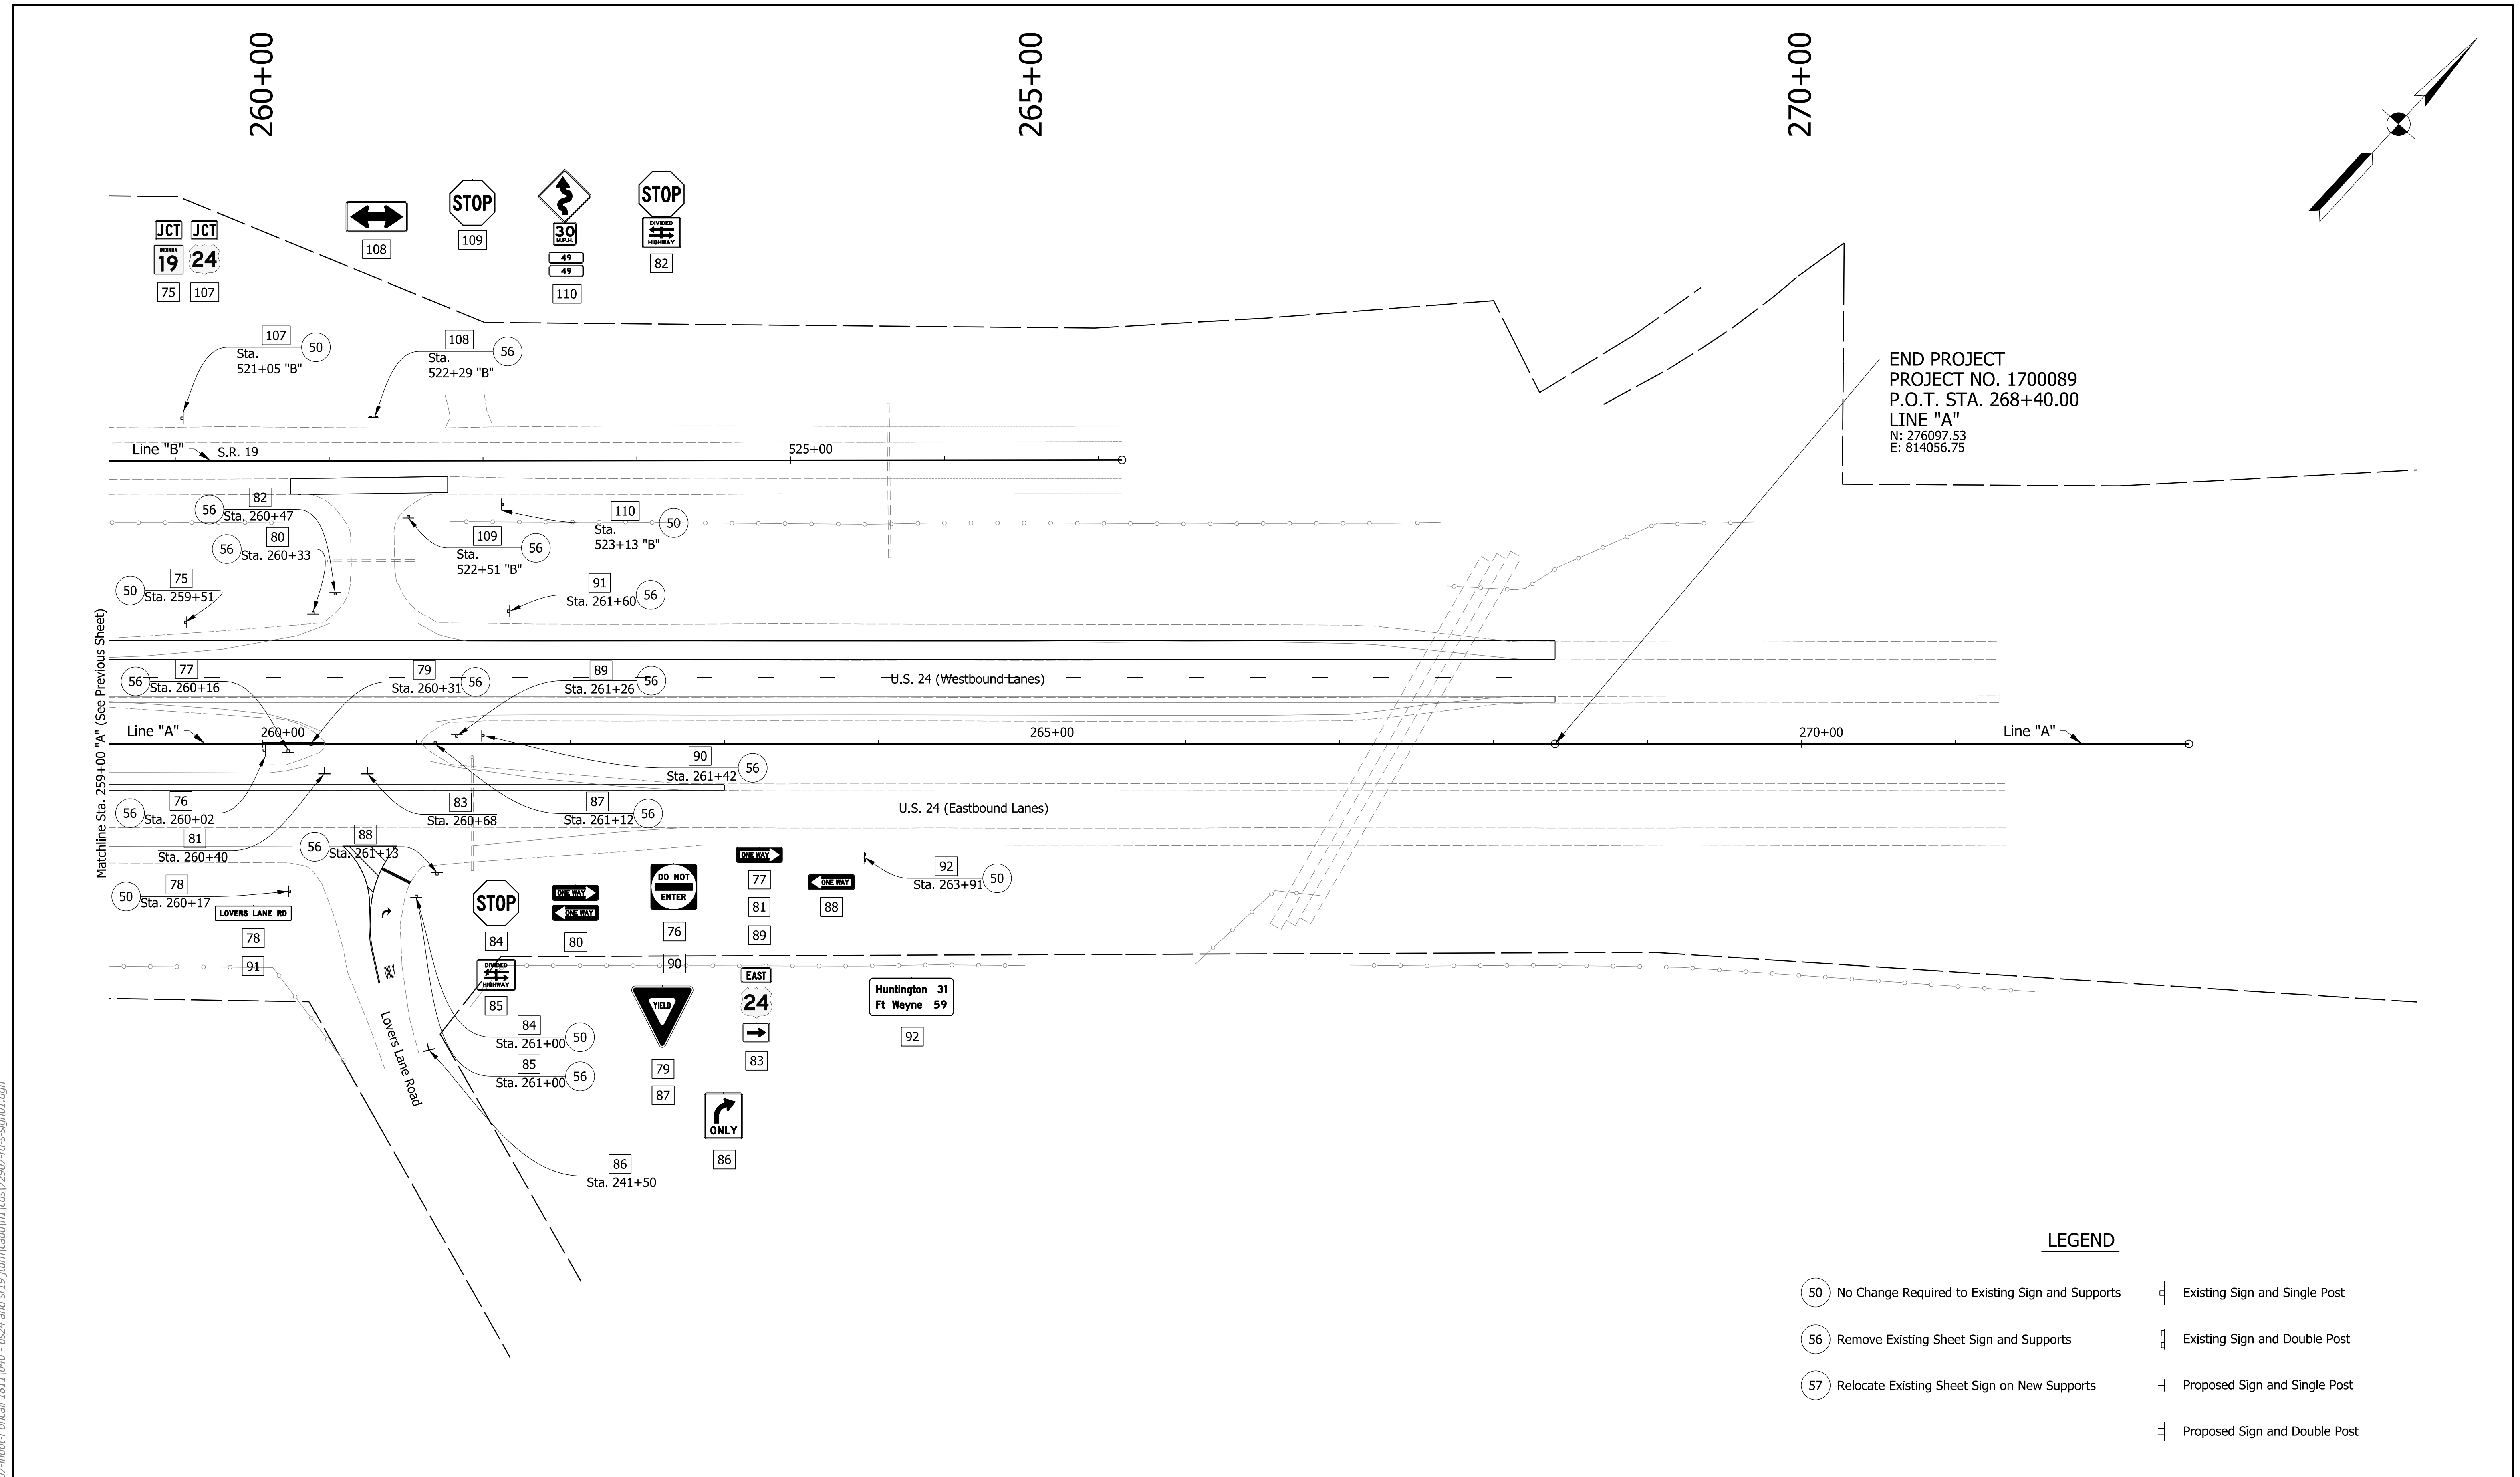 260+00
265+00
270+00
JCT
INDIANA
19
75
JCT
24
107
108
STOP
109
30
M.P.H.
49
49
110
STOP
DIVIDED
HIGHWAY
82
107
50
Sta.
521+05 "B"
108
56
Sta.
522+29 "B"
END PROJECT
PROJECT NO. 1700089
P.O.T. STA. 268+40.00
LINE "A"
N: 276097.53
E: 814056.75
Line "B"
S.R. 19
525+00
82
56
Sta. 260+47
80
56
Sta. 260+33
110
50
Sta.
523+13 "B"
109
56
Sta.
522+51 "B"
75
50
Sta. 259+51
91
56
Sta. 261+60
Matchline Sta. 259+00 "A" (See Previous Sheet)
77
56
Sta. 260+16
79
56
Sta. 260+31
89
56
Sta. 261+26
U.S. 24 (Westbound Lanes)
Line "A"
260+00
265+00
270+00
Line "A"
90
56
Sta. 261+42
76
56
Sta. 260+02
83
Sta. 260+68
87
56
Sta. 261+12
U.S. 24 (Eastbound Lanes)
81
Sta. 260+40
88
56
Sta. 261+13
92
50
Sta. 263+91
78
50
Sta. 260+17
LOVERS LANE RD
78
91
ONLY
Lovers Lane Road
STOP
84
DIVIDED
HIGHWAY
85
ONE WAY
ONE WAY
80
DO NOT
ENTER
76
90
ONE WAY
77
81
89
ONE WAY
88
YIELD
79
87
EAST
24
83
Huntington 31
Ft Wayne 59
92
84
50
Sta. 261+00
85
56
Sta. 261+00
ONLY
86
86
Sta. 241+50
LEGEND
50 No Change Required to Existing Sign and Supports
56 Remove Existing Sheet Sign and Supports
57 Relocate Existing Sheet Sign on New Supports
Existing Sign and Single Post
Existing Sign and Double Post
Proposed Sign and Single Post
Proposed Sign and Double Post